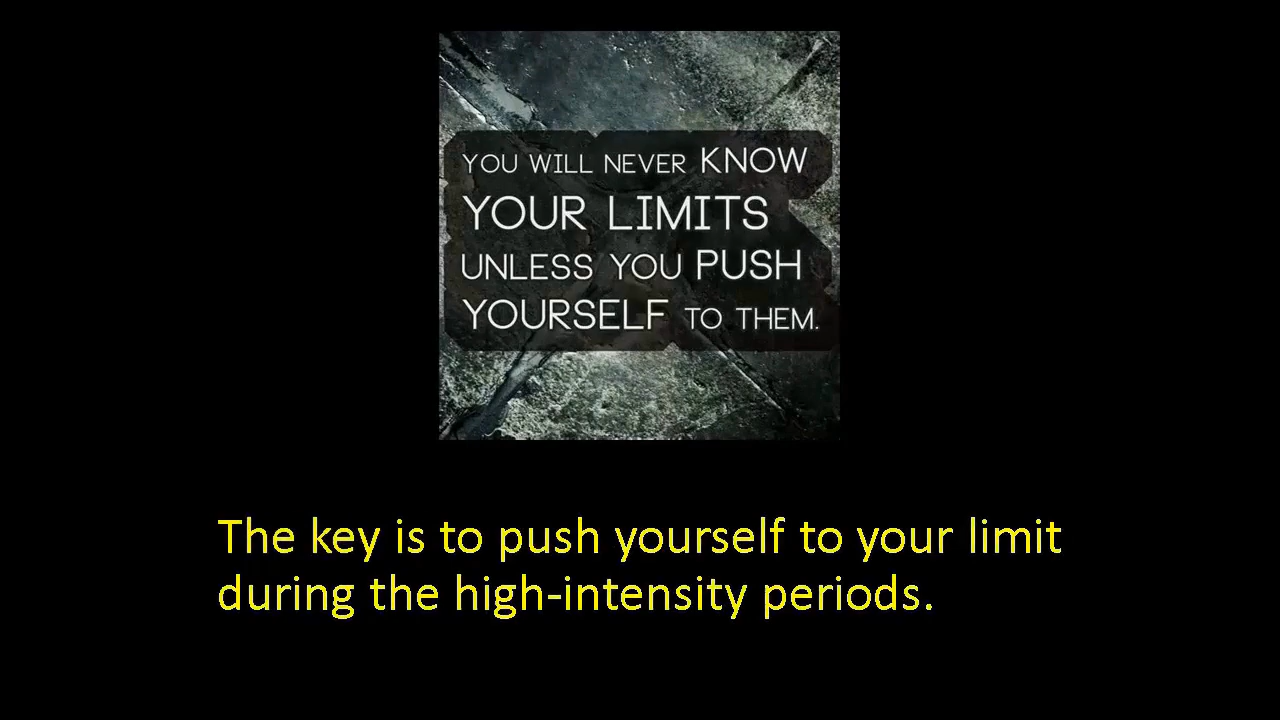 YOU WILL NEVER KNOW
YOUR LIMITS
UNLESS YOU PUSH
YOURSELF TO THEM.
The key is to push yourself to your limit
during the high-intensity periods.